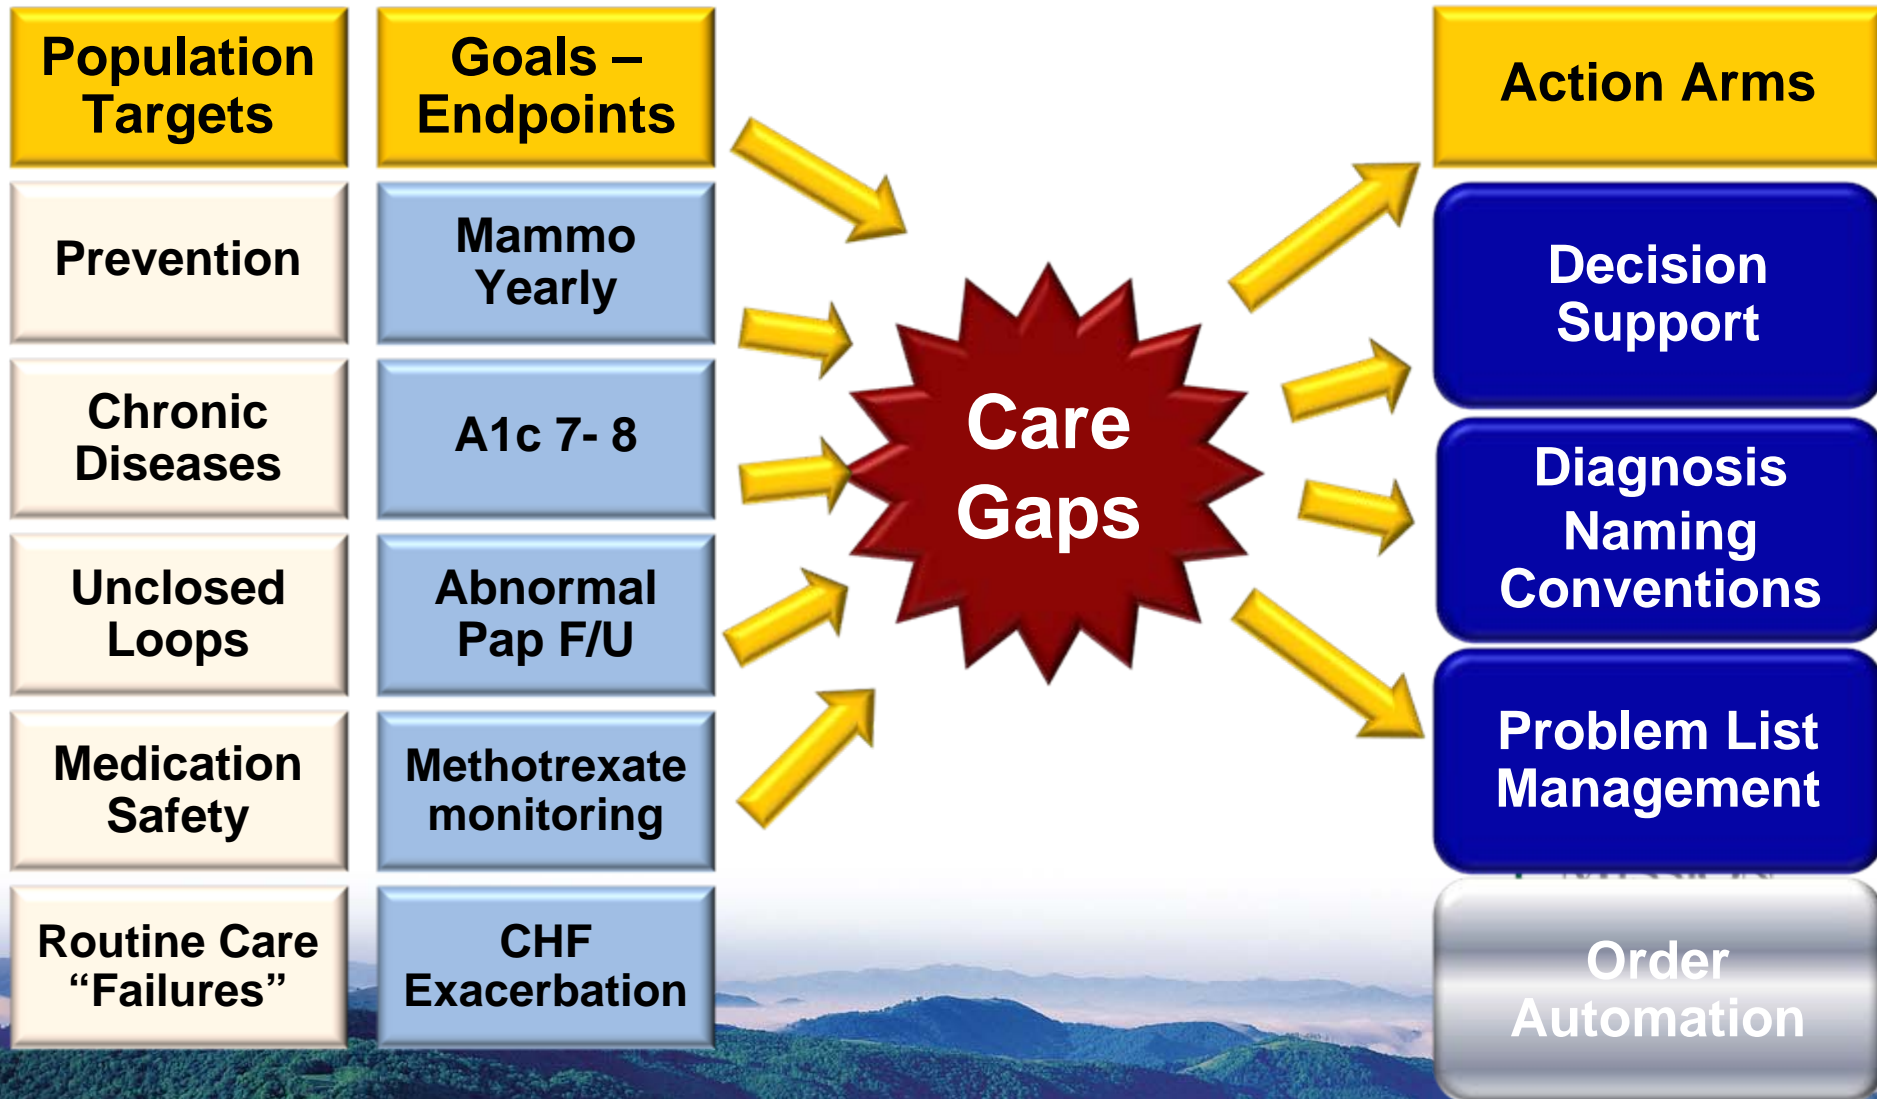 Population
Targets
Goals –
Endpoints
Action Arms
Prevention
Mammo
Yearly
Chronic
Diseases
A1c 7- 8
Unclosed
Loops
Abnormal
Pap F/U
Medication
Safety
Methotrexate
monitoring
Routine Care
“Failures”
CHF
Exacerbation
Care
Gaps
Decision
Support
Diagnosis
Naming
Conventions
Problem List
Management
Order
Automation